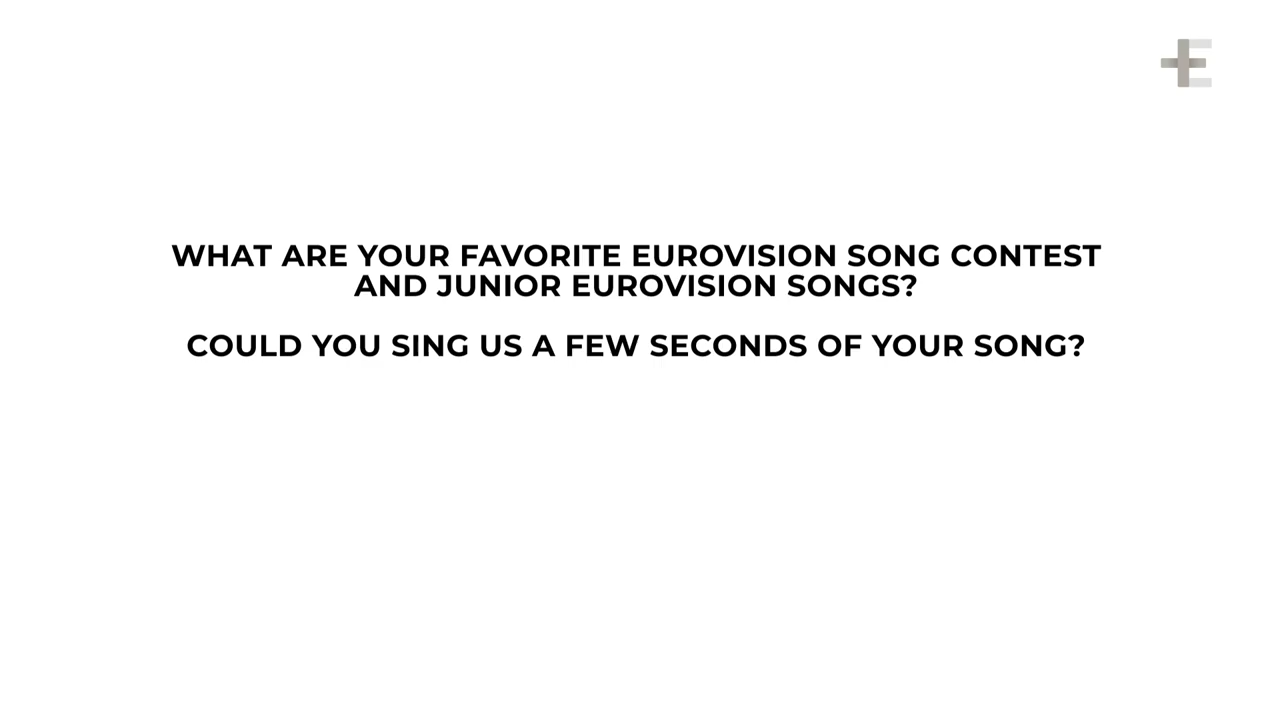 WHAT ARE YOUR FAVORITE EUROVISION SONG CONTEST
AND JUNIOR EUROVISION SONGS?
COULD YOU SING US A FEW SECONDS OF YOUR SONG?